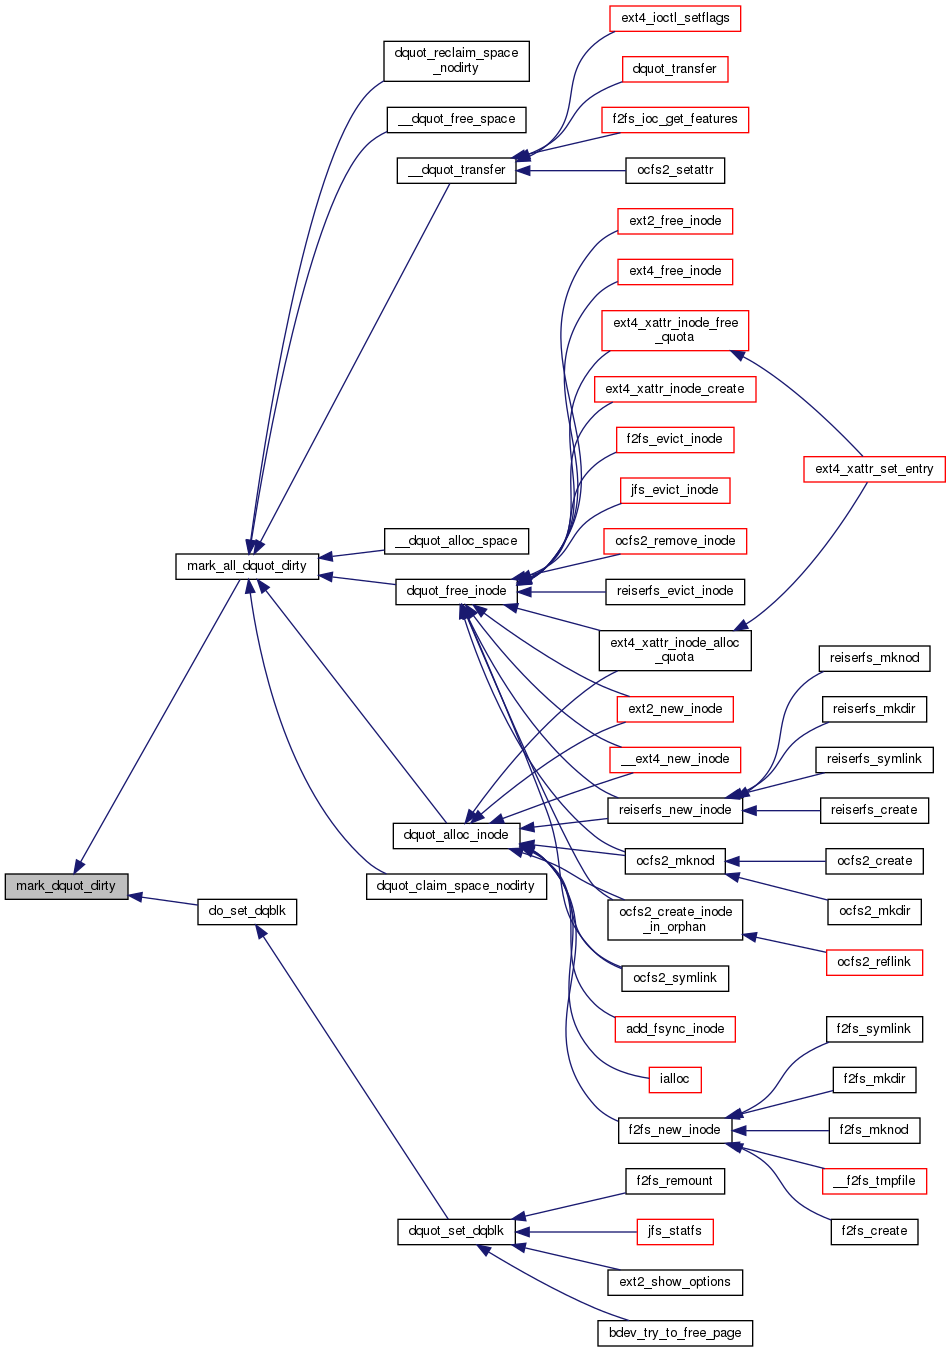 ext4_ioctl_setflags
dquot_reclaim_space
_nodirty
dquot_transfer
__dquot_free_space
f2fs_ioc_get_features
__dquot_transfer
ocfs2_setattr
ext2_free_inode
ext4_free_inode
ext4_xattr_inode_free
_quota
ext4_xattr_inode_create
f2fs_evict_inode
ext4_xattr_set_entry
jfs_evict_inode
__dquot_alloc_space
ocfs2_remove_inode
mark_all_dquot_dirty
dquot_free_inode
reiserfs_evict_inode
ext4_xattr_inode_alloc
_quota
reiserfs_mknod
ext2_new_inode
reiserfs_mkdir
__ext4_new_inode
reiserfs_symlink
reiserfs_new_inode
reiserfs_create
dquot_alloc_inode
ocfs2_mknod
ocfs2_create
mark_dquot_dirty
dquot_claim_space_nodirty
do_set_dqblk
ocfs2_create_inode
_in_orphan
ocfs2_mkdir
ocfs2_reflink
ocfs2_symlink
add_fsync_inode
f2fs_symlink
ialloc
f2fs_mkdir
f2fs_new_inode
f2fs_mknod
f2fs_remount
__f2fs_tmpfile
dquot_set_dqblk
jfs_statfs
f2fs_create
ext2_show_options
bdev_try_to_free_page